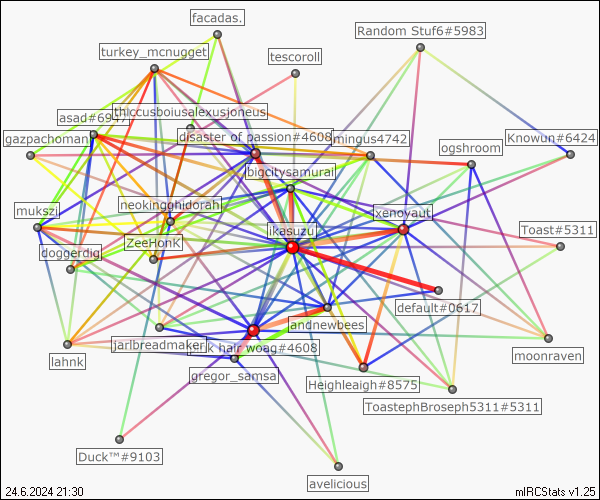 facadas.
Random Stuf6#5983
turkey_mcnugget
tescoroll
thiccusboiusalexusjoneus
asad#6947
gazpachoman
disaster of passion#4608
mingus4742
Knowun#6424
ogshroom
bigcitysamurai
neokingghidorah
mukszi
xenovaut
ikasuzu
Toast#5311
ZeeHonK
doggerdig
default#0617
andnewbees
jarlbreadmaker
hair woag#4608
lahnk
moonraven
gregor_samsa
Heighleaigh#8575
ToastephBroseph5311#5311
Duck™#9103
avelicious
24.6.2024 21:30
mIRCStats v1.25